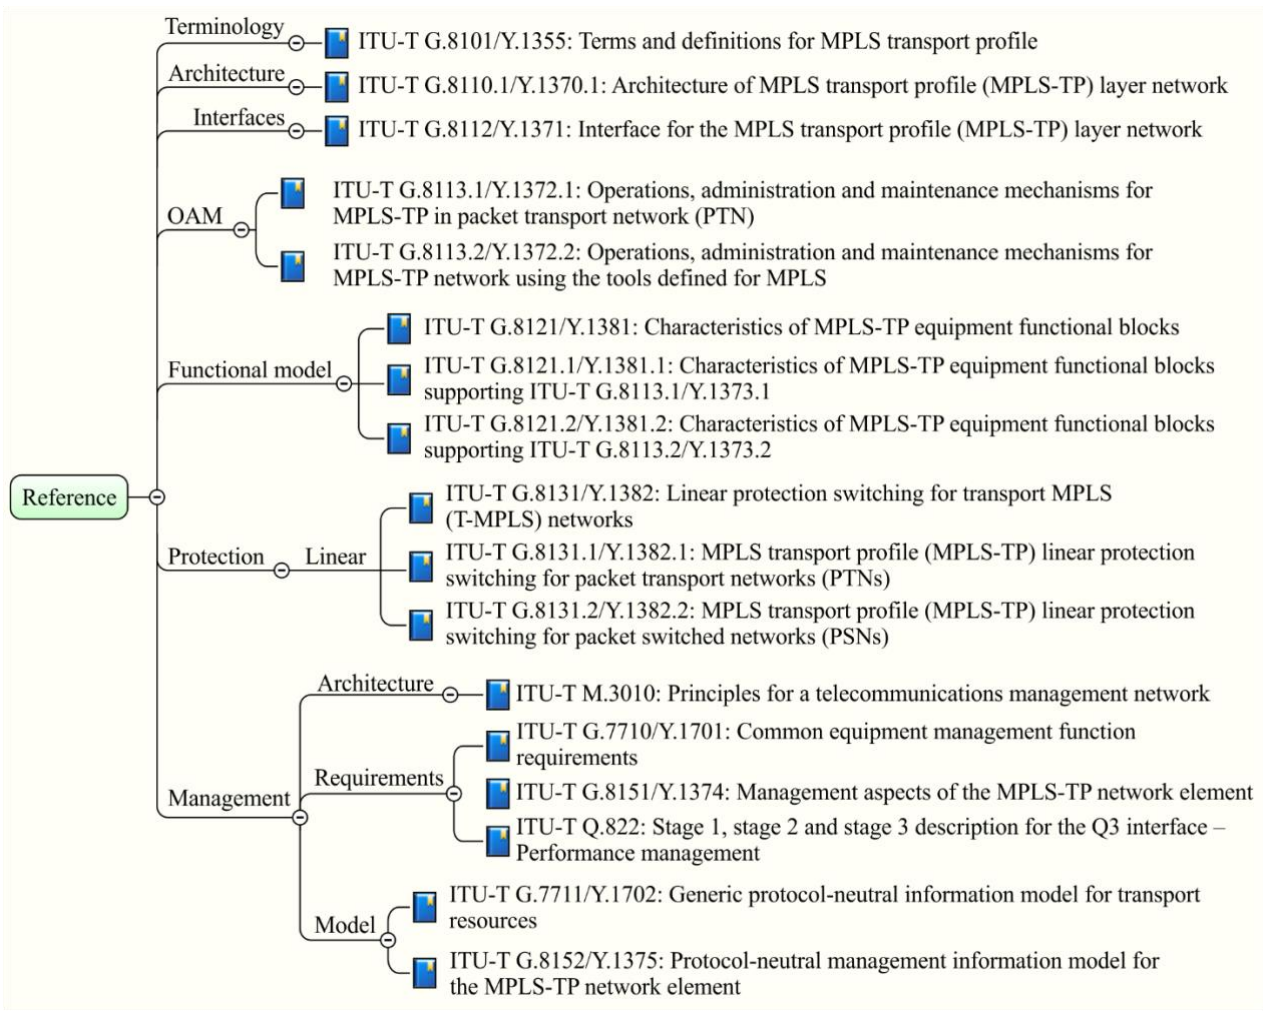 Terminology
ITU-T G.8101/Y.1355: Terms and definitions for MPLS transport profile
Architecture
ITU-T G.8110.1/Y.1370.1: Architecture of MPLS transport profile (MPLS-TP) layer network
Interfaces
ITU-T G.8112/Y.1371: Interface for the MPLS transport profile (MPLS-TP) layer network
OAM
ITU-T G.8113.1/Y.1372.1: Operations, administration and maintenance mechanisms for
MPLS-TP in packet transport network (PTN)
ITU-T G.8113.2/Y.1372.2: Operations, administration and maintenance mechanisms for
MPLS-TP network using the tools defined for MPLS
Functional model
ITU-T G.8121/Y.1381: Characteristics of MPLS-TP equipment functional blocks
ITU-T G.8121.1/Y.1381.1: Characteristics of MPLS-TP equipment functional blocks
supporting ITU-T G.8113.1/Y.1373.1
ITU-T G.8121.2/Y.1381.2: Characteristics of MPLS-TP equipment functional blocks
supporting ITU-T G.8113.2/Y.1373.2
Reference
Protection
Linear
ITU-T G.8131/Y.1382: Linear protection switching for transport MPLS
(T-MPLS) networks
ITU-T G.8131.1/Y.1382.1: MPLS transport profile (MPLS-TP) linear protection
switching for packet transport networks (PTNs)
ITU-T G.8131.2/Y.1382.2: MPLS transport profile (MPLS-TP) linear protection
switching for packet switched networks (PSNs)
Management
Architecture
ITU-T M.3010: Principles for a telecommunications management network
Requirements
ITU-T G.7710/Y.1701: Common equipment management function
requirements
ITU-T G.8151/Y.1374: Management aspects of the MPLS-TP network element
ITU-T Q.822: Stage 1, stage 2 and stage 3 description for the Q3 interface –
Performance management
Model
ITU-T G.7711/Y.1702: Generic protocol-neutral information model for transport
resources
ITU-T G.8152/Y.1375: Protocol-neutral management information model for
the MPLS-TP network element